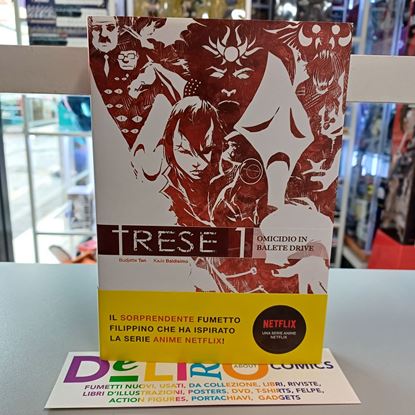 TRESE 1
OMICIDIO IN
BALETE DRIVE
Budjette Tan KaJo Baldisimo
IL SORPRENDENTE FUMETTO
FILIPPINO CHE HA ISPIRATO
LA SERIE ANIME NETFLIX!
NETFLIX
UNA SERIE ANIME
NETFLIX
DeLIRO
ABOUT
COMICS
FUMETTI NUOVI, USATI, DA COLLEZIONE, LIBRI, RIVISTE,
LIBRI D'ILLUSTRAZIONI, POSTERS, DVD, T-SHIRTS, FELPE,
ACTION FIGURES, PORTACHIAVI, GADGETS